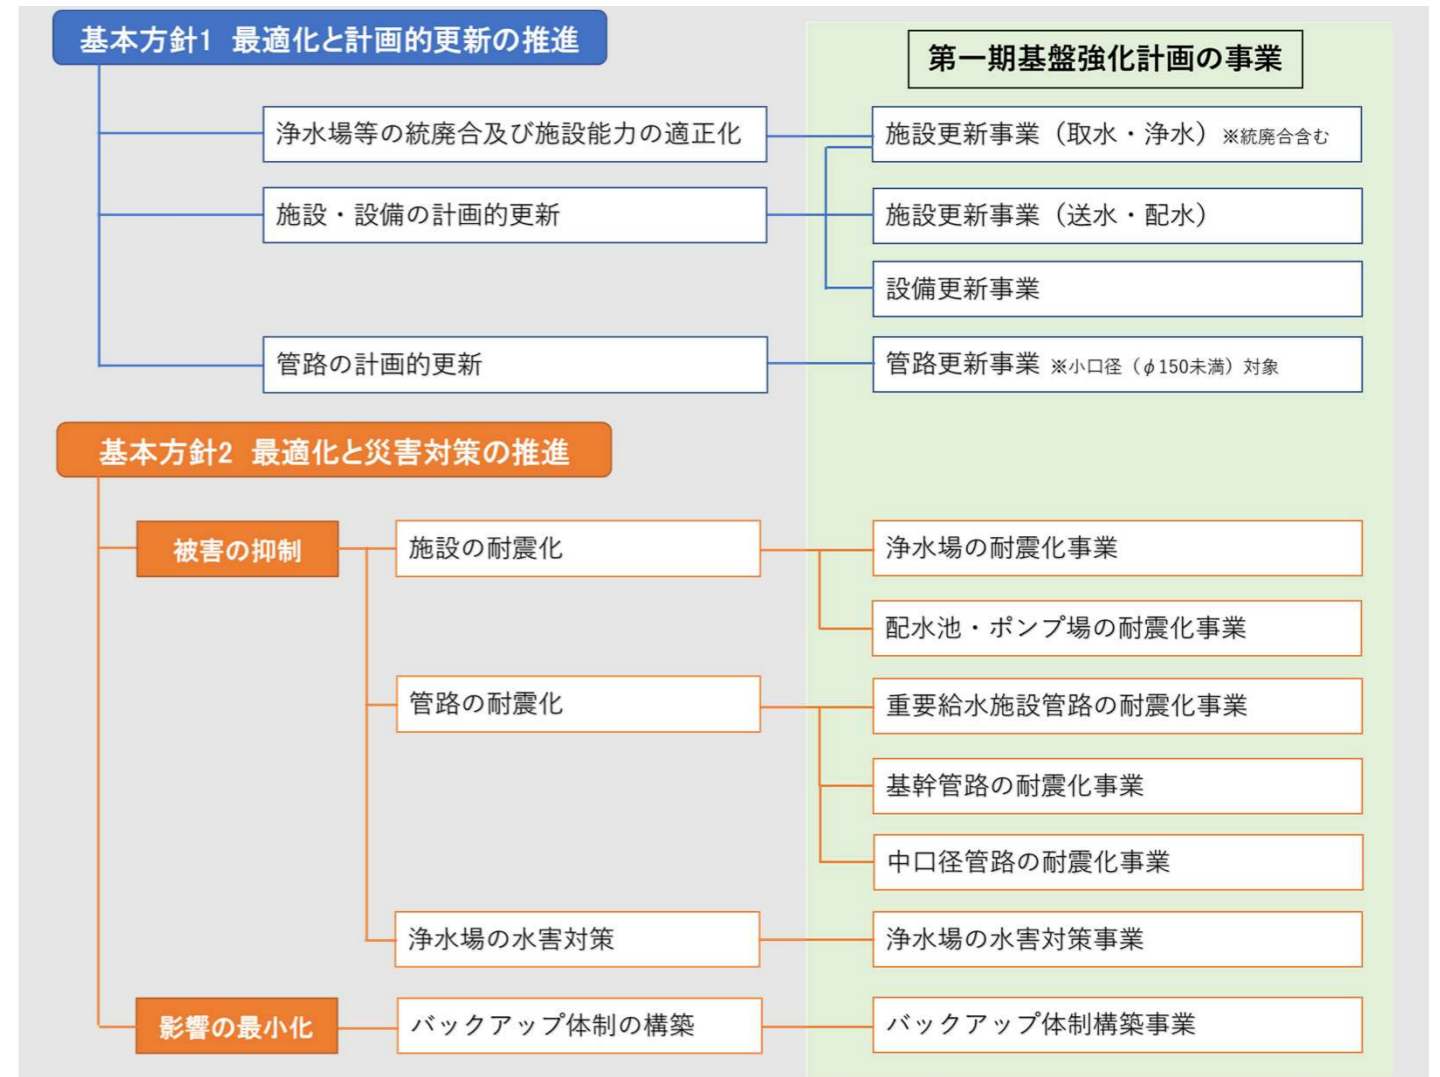 基本方針1 最適化と計画的更新の推進
第一期基盤強化計画の事業
浄水場等の統廃合及び施設能力の適正化
施設更新事業（取水・浄水）※統廃合含む
施設・設備の計画的更新
施設更新事業（送水・配水）
設備更新事業
管路の計画的更新
管路更新事業 ※小口径（φ150未満）対象
基本方針2 最適化と災害対策の推進
被害の抑制
施設の耐震化
浄水場の耐震化事業
配水池・ポンプ場の耐震化事業
管路の耐震化
重要給水施設管路の耐震化事業
基幹管路の耐震化事業
中口径管路の耐震化事業
浄水場の水害対策
浄水場の水害対策事業
影響の最小化
バックアップ体制の構築
バックアップ体制構築事業